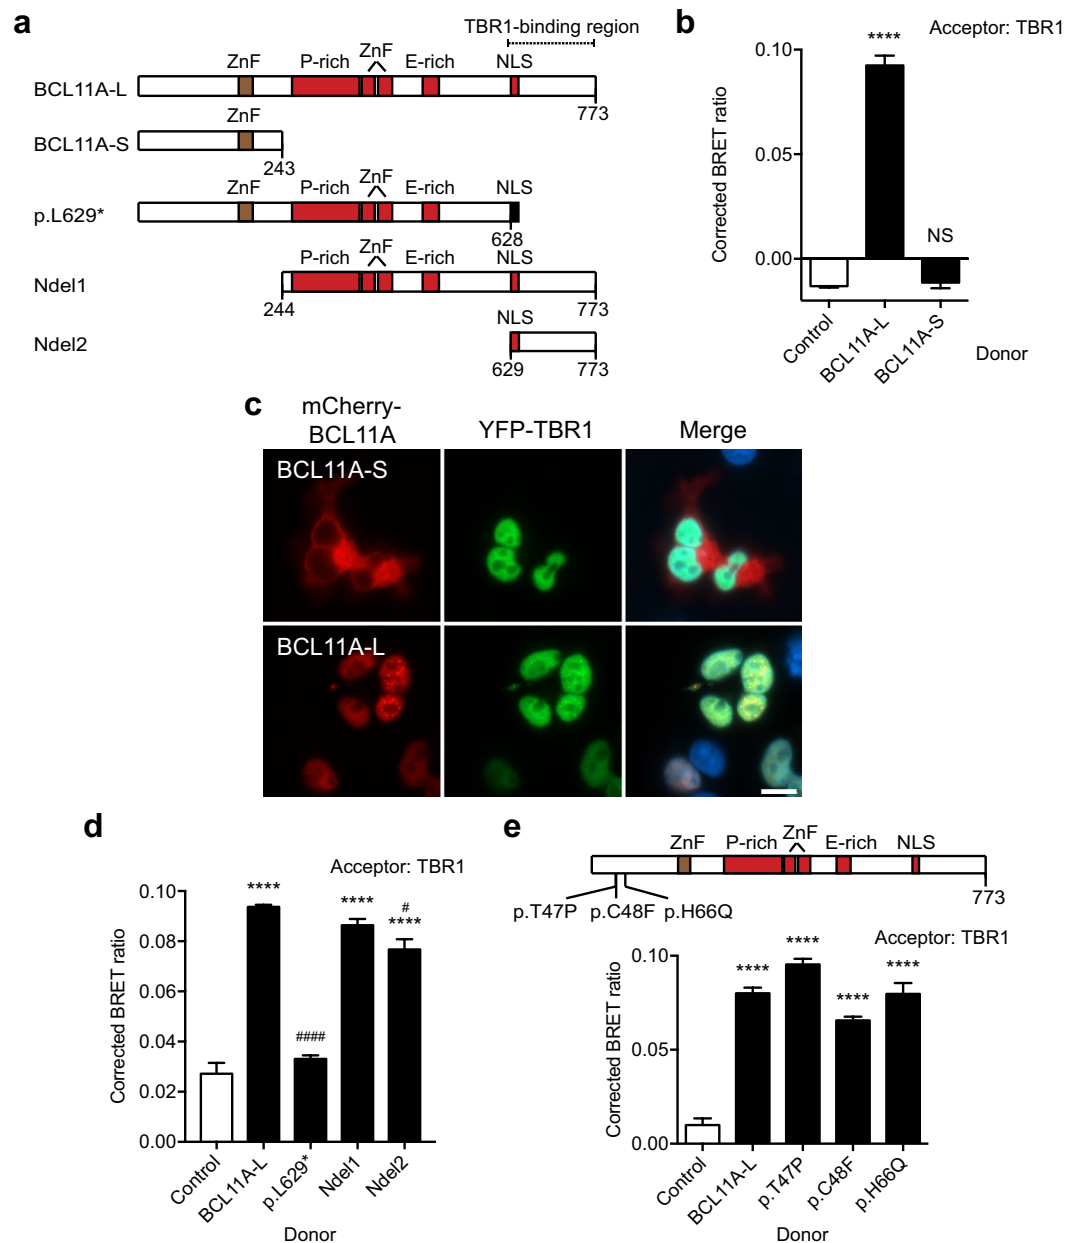 a
TBR1-binding region
ZnF P-rich ZnF E-rich NLS
BCL11A-L
773
ZnF
BCL11A-S
243
ZnF P-rich ZnF E-rich NLS
p.L629*
628
P-rich ZnF E-rich NLS
Ndel1
244 773
NLS
Ndel2
629 773
b
Acceptor: TBR1
Corrected BRET ratio
0.10
0.05
0.00
****
NS
Control
BCL11A-L
BCL11A-S
Donor
c
mCherry-
BCL11A
YFP-TBR1
Merge
BCL11A-S
BCL11A-L
d
Acceptor: TBR1
Corrected BRET ratio
0.10
0.08
0.06
0.04
0.02
0.00
****
####
****
#
****
Control
BCL11A-L
p.L629*
Ndel1
Ndel2
Donor
e
ZnF P-rich ZnF E-rich NLS
773
p.T47P p.C48F p.H66Q
Acceptor: TBR1
Corrected BRET ratio
0.10
0.05
0.00
****
****
****
****
Control
BCL11A-L
p.T47P
p.C48F
p.H66Q
Donor